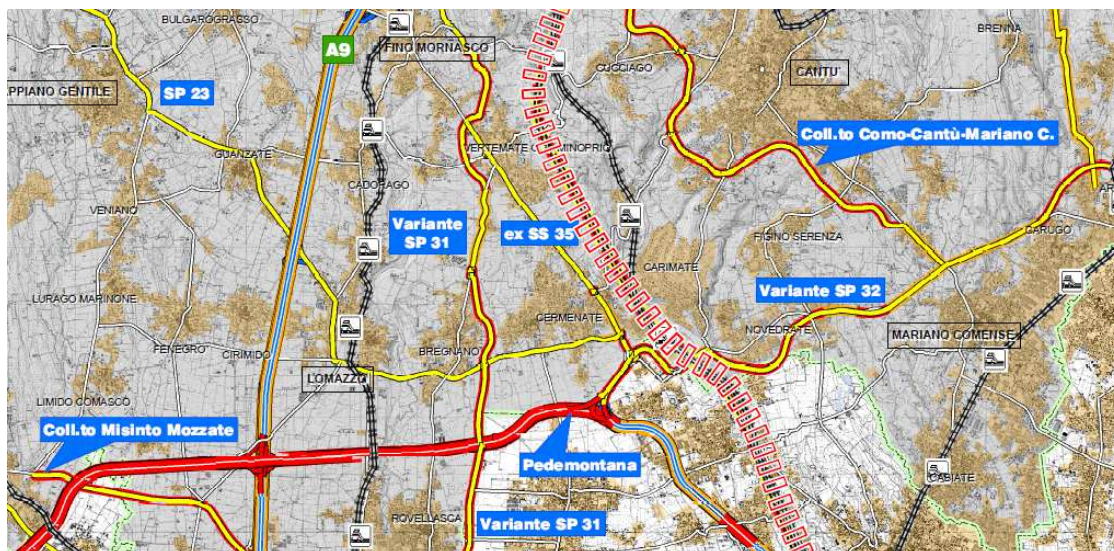 BULGAROGRASSO
BRENNA
A9
FINO MORNASCO
CUCCIAGO
CANTU'
PPIANO GENTILE
SP 23
Coll.to Como-Cantù-Mariano C.
GUANZATE
VERTEMATE
MINOPRIO
CADORAGO
VENIANO
Variante
SP 31
ex SS 35
CARUGO
FIGINO SERENZA
CARIMATE
LURAGO MARINONE
Variante SP 32
CERMENATE
NOVEDRATE
MARIANO COMENSE
FENEGRO'
CIRIMIDO
BREGNANO
LOMAZZO
LIMIDO COMASCO
Coll.to Misinto Mozzate
Pedemontana
CABIATE
ROVELLASCA
Variante SP 31